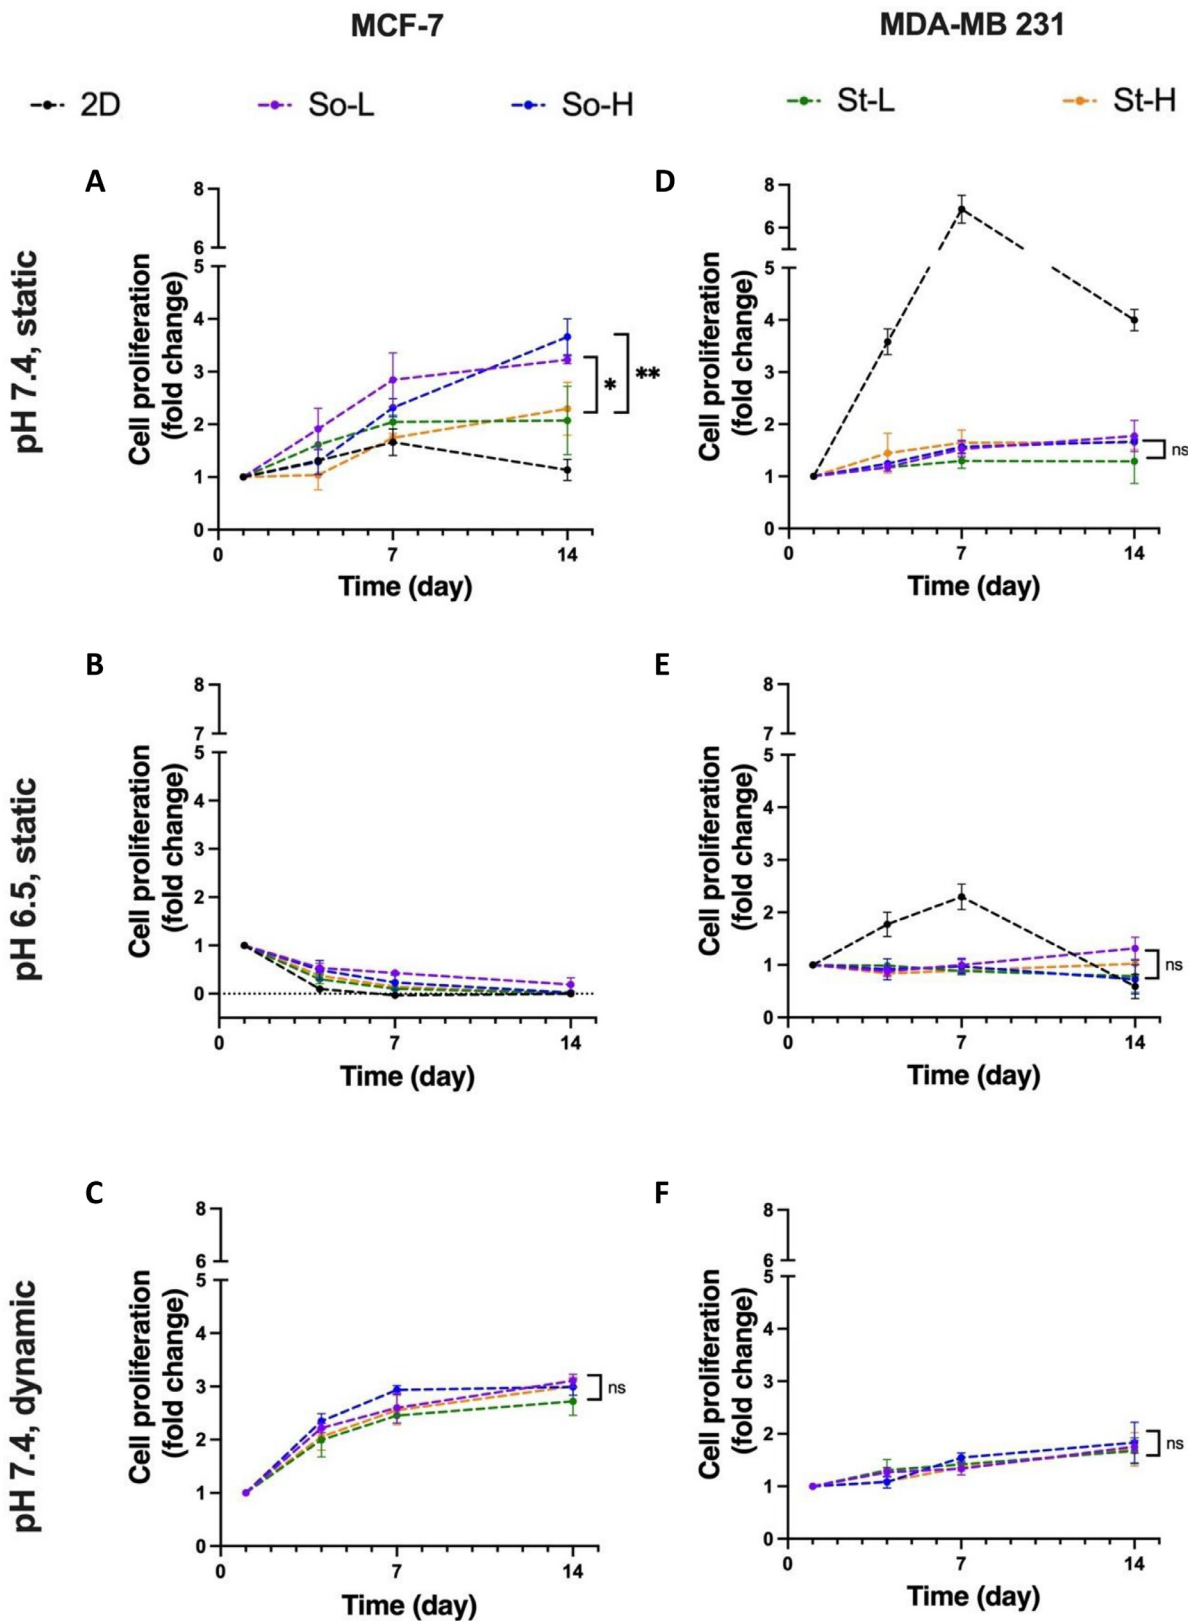 MCF-7
MDA-MB 231
2D
So-L
So-H
St-L
St-H
pH 7.4, static
A
Cell proliferation
(fold change)
8
6
5
4
3
2
1
0
0
7
14
Time (day)
*
**
D
Cell proliferation
(fold change)
8
6
5
4
3
2
1
0
0
7
14
Time (day)
ns
pH 6.5, static
B
Cell proliferation
(fold change)
8
7
5
4
3
2
1
0
0
7
14
Time (day)
E
Cell proliferation
(fold change)
8
7
5
4
3
2
1
0
0
7
14
Time (day)
ns
pH 7.4, dynamic
C
Cell proliferation
(fold change)
8
6
5
4
3
2
1
0
0
7
14
Time (day)
ns
F
Cell proliferation
(fold change)
8
6
5
4
3
2
1
0
0
7
14
Time (day)
ns